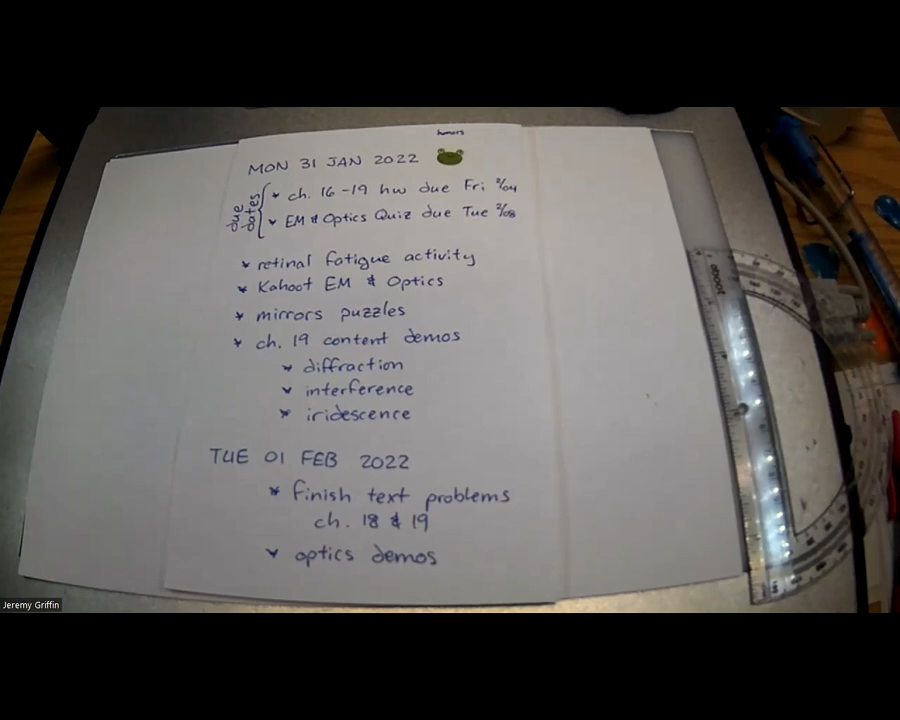 honors
MON 31 JAN 2022
due dates
* ch. 16-19 hw due Fri 2/04
* EM & Optics Quiz due Tue 2/08
* retinal fatigue activity
* Kahoot EM & Optics
* mirrors puzzles
* ch. 19 content demos
* diffraction
* interference
* iridescence
TUE 01 FEB 2022
* finish text problems
ch. 18 & 19
* optics demos
Jeremy Griffin